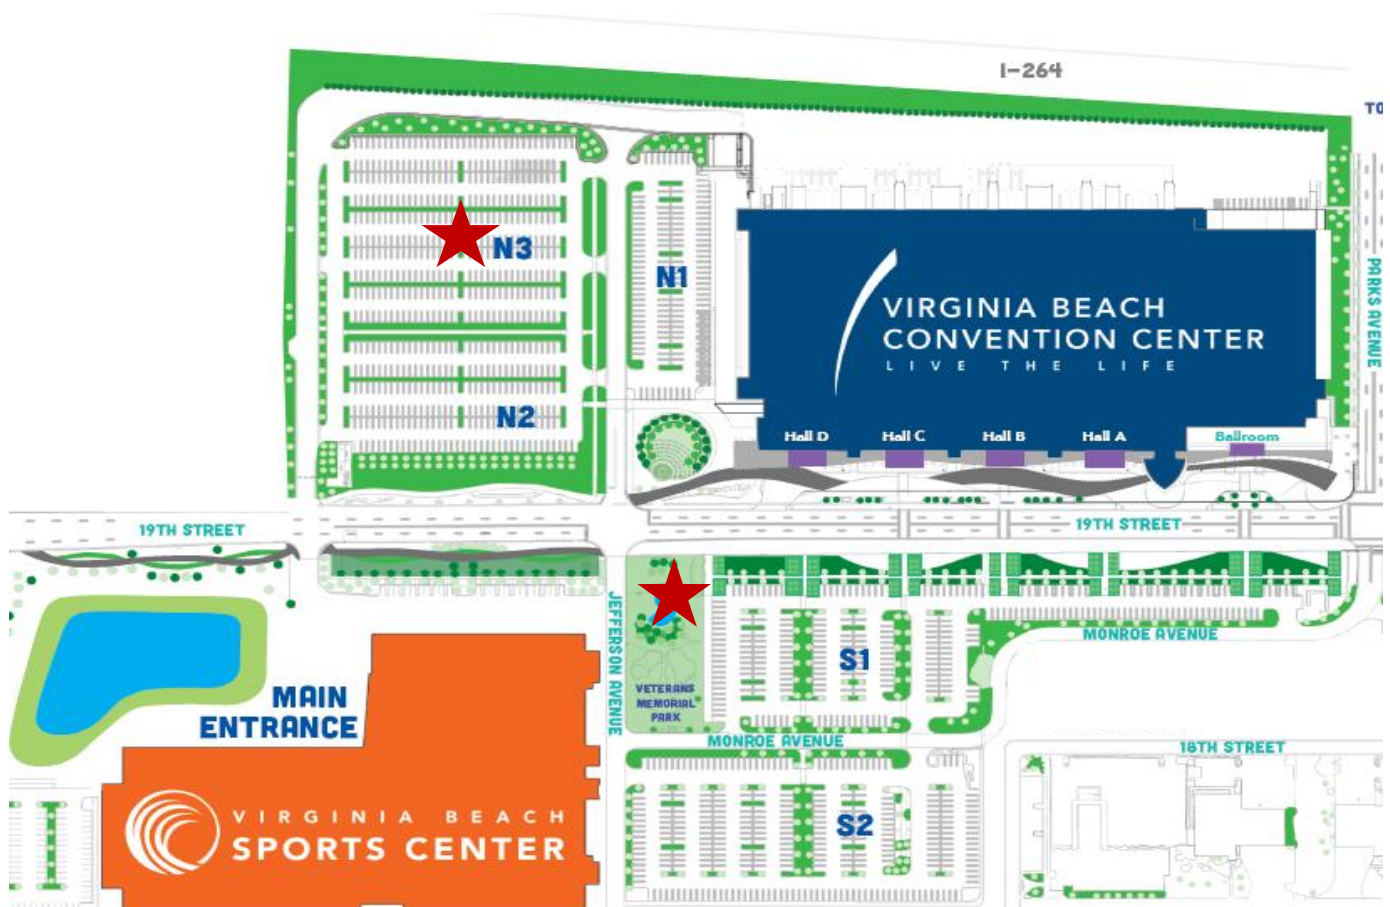 I-264
TO
N3
N1
PARKS AVENUE
VIRGINIA BEACH
CONVENTION CENTER
LIVE THE LIFE
N2
Hall D
Hall C
Hall B
Hall A
Ballroom
19TH STREET
19TH STREET
JEFFERSON AVENUE
MONROE AVENUE
S1
VETERANS
MEMORIAL
PARK
MAIN
ENTRANCE
MONROE AVENUE
18TH STREET
VIRGINIA BEACH
SPORTS CENTER
S2